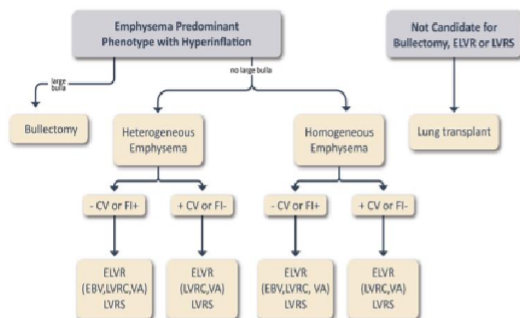 Emphysema Predominant
Phenotype with Hyperinflation
Not Candidate for
Bullectomy, ELVR or LVRS
large
bulla
no large bulla
Bullectomy
Heterogeneous
Emphysema
Homogeneous
Emphysema
Lung transplant
- CV or FI+
+ CV or FI-
- CV or FI+
+ CV or FI-
ELVR
(EBV,LVRC,VA)
LVRS
ELVR
(LVRC,VA)
LVRS
ELVR
(EBV,LVRC, VA)
LVRS
ELVR
(LVRC,VA)
LVRS